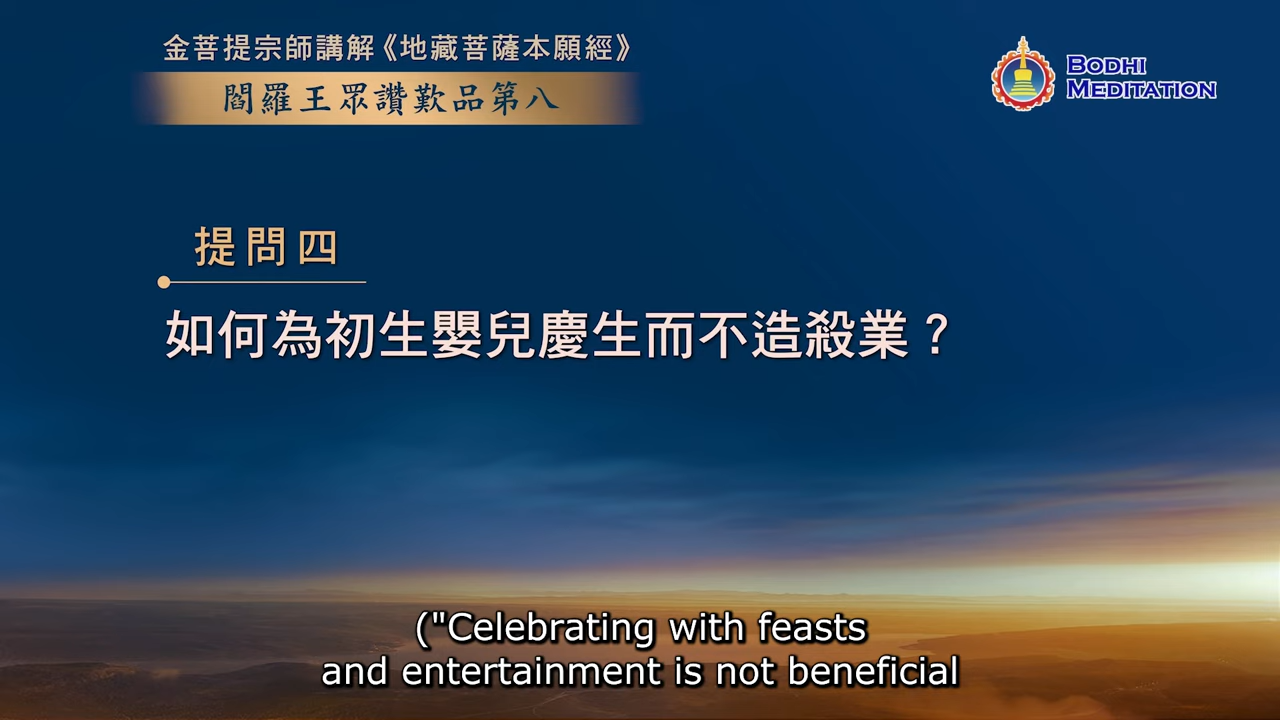 金菩提宗師講解《地藏菩薩本願經》
閻羅王眾讚歎品第八
BODHI
MEDITATION
提問四
如何為初生嬰兒慶生而不造殺業？
("Celebrating with feasts
and entertainment is not beneficial